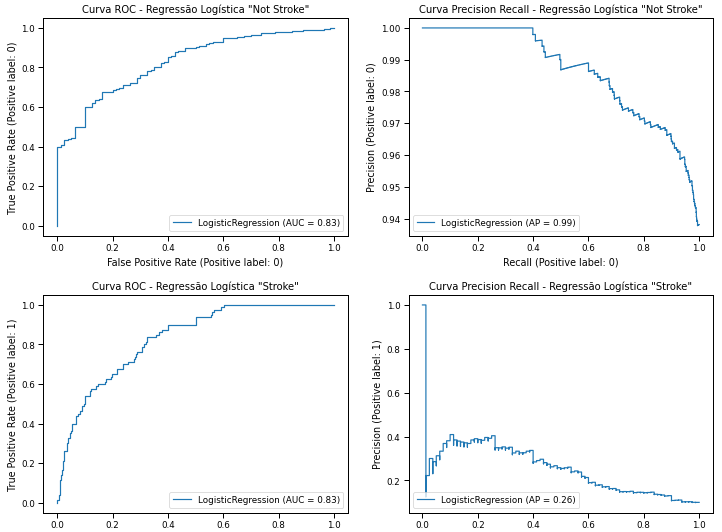 Curva ROC - Regressão Logística "Not Stroke"
True Positive Rate (Positive label: 0)
1.0
0.8
0.6
0.4
0.2
0.0
LogisticRegression (AUC = 0.83)
0.0 0.2 0.4 0.6 0.8 1.0
False Positive Rate (Positive label: 0)
Curva Precision Recall - Regressão Logística "Not Stroke"
Precision (Positive label: 0)
1.00
0.99
0.98
0.97
0.96
0.95
0.94
LogisticRegression (AP = 0.99)
0.0 0.2 0.4 0.6 0.8 1.0
Recall (Positive label: 0)
Curva ROC - Regressão Logística "Stroke"
True Positive Rate (Positive label: 1)
1.0
0.8
0.6
0.4
0.2
0.0
LogisticRegression (AUC = 0.83)
0.0 0.2 0.4 0.6 0.8 1.0
Curva Precision Recall - Regressão Logística "Stroke"
Precision (Positive label: 1)
1.0
0.8
0.6
0.4
0.2
LogisticRegression (AP = 0.26)
0.0 0.2 0.4 0.6 0.8 1.0